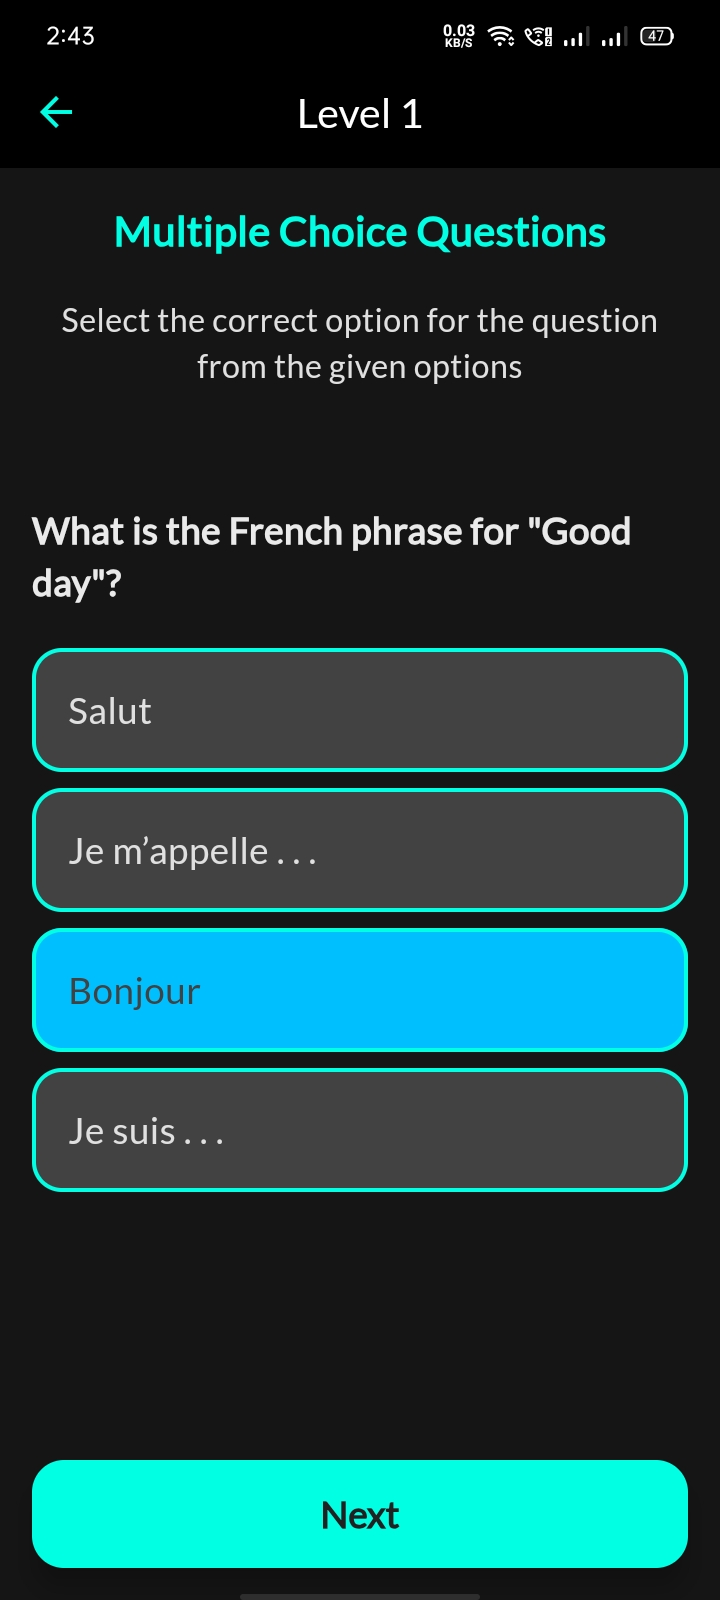 2:43
0.03
KB/S
47
Level 1
Multiple Choice Questions
Select the correct option for the question
from the given options
What is the French phrase for "Good
day"?
Salut
Je m’appelle . . .
Bonjour
Je suis . . .
Next